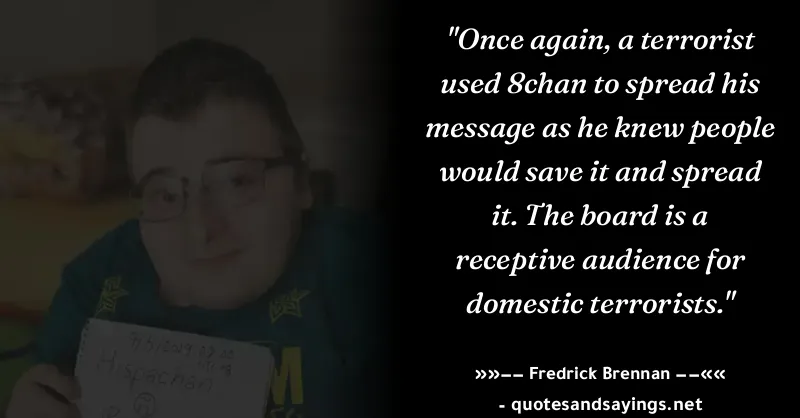 "Once again, a terrorist
used 8chan to spread his
message as he knew people
would save it and spread
it. The board is a
receptive audience for
domestic terrorists."
»»—— Fredrick Brennan ——««
- quotesandsayings.net
Hispachan